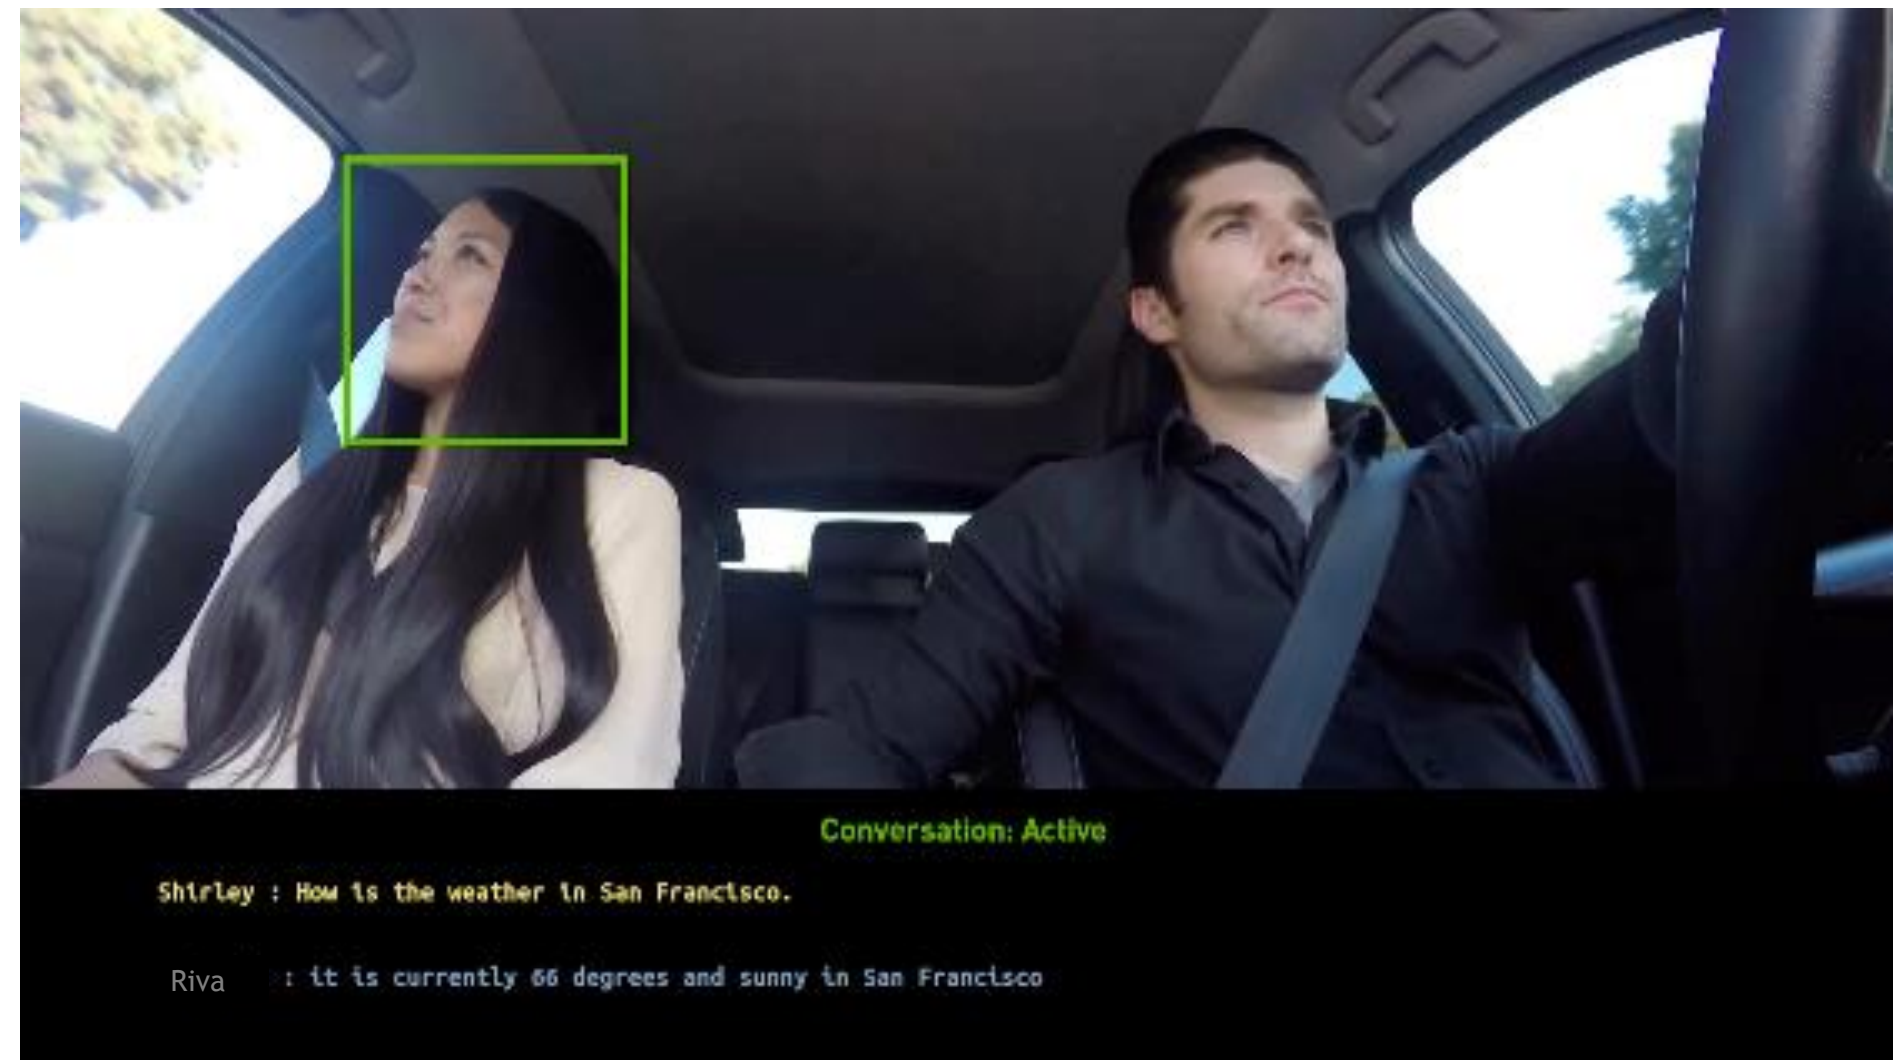 Conversation: Active
Shirley : How is the weather in San Francisco.
Riva : it is currently 66 degrees and sunny in San Francisco